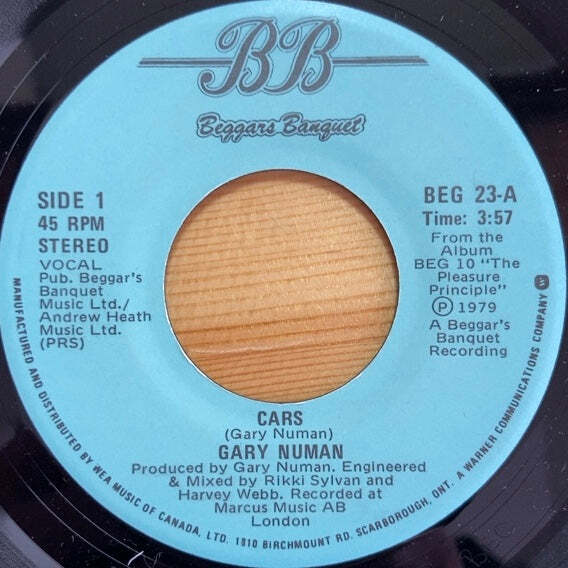 BB
Beggars Banquet
SIDE 1
45 RPM
STEREO
VOCAL
Pub. Beggar's
Banquet
Music Ltd./
Andrew Heath
Music Ltd.
(PRS)
BEG 23-A
Time: 3:57
From the
Album
BEG 10 "The
Pleasure
Principle"
Ⓟ 1979
A Beggar's
Banquet
Recording
CARS
(Gary Numan)
GARY NUMAN
Produced by Gary Numan. Engineered
& Mixed by Rikki Sylvan and
Harvey Webb. Recorded at
Marcus Music AB
London
MANUFACTURED AND DISTRIBUTED BY WEA MUSIC OF CANADA, LTD. 1810 BIRCHMOUNT RD. SCARBOROUGH, ONT. A WARNER COMMUNICATIONS COMPANY W